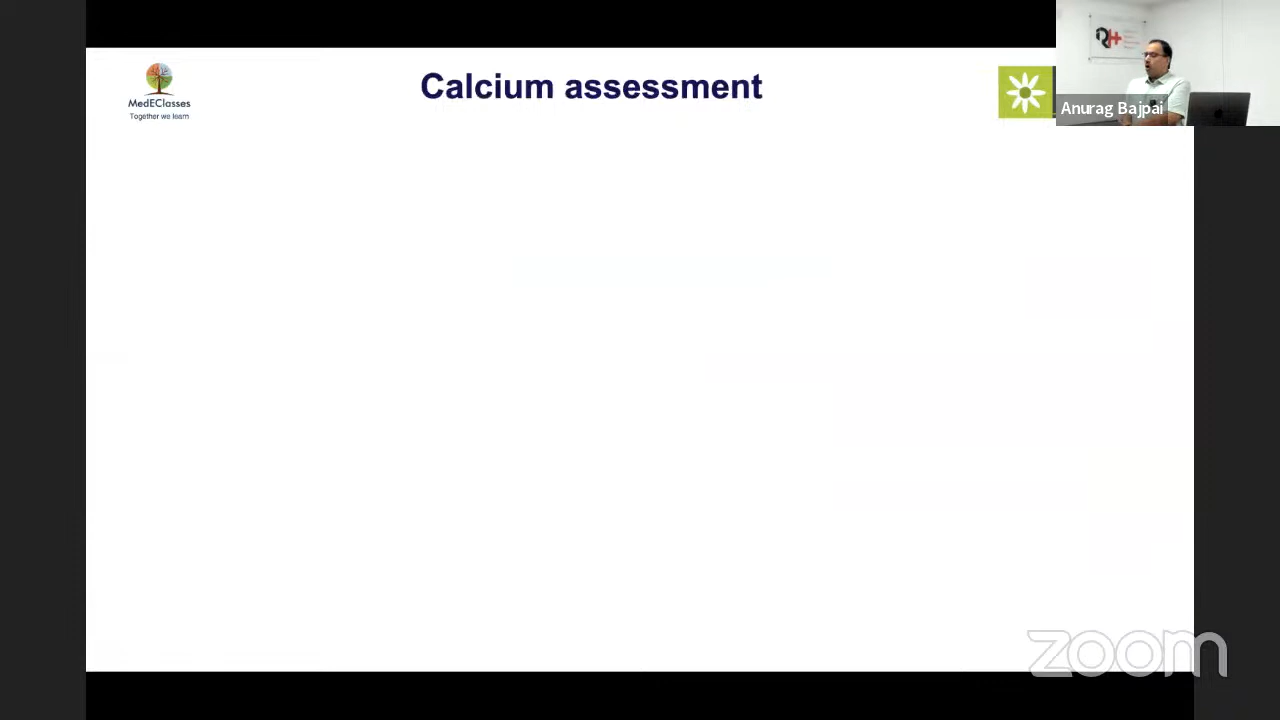 Calcium assessment
MedEClasses
Together we learn
Anurag Bajpai
zoom